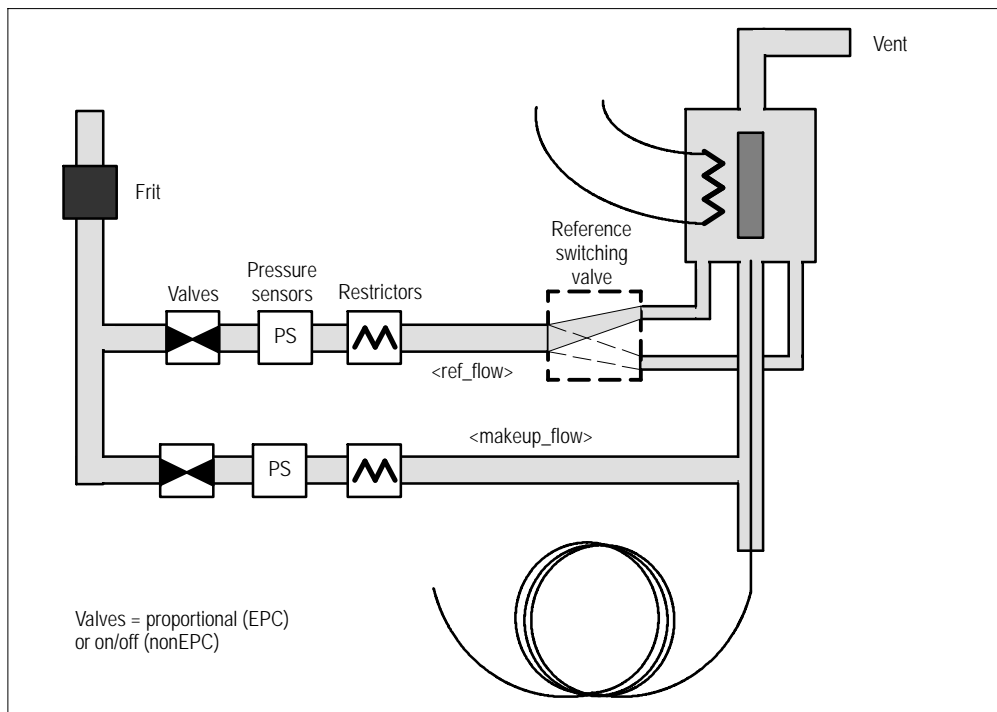 Vent
Frit
Reference
switching
valve
Pressure
sensors
Valves
Restrictors
PS
<ref_flow>
<makeup_flow>
PS
Valves = proportional (EPC)
or on/off (nonEPC)